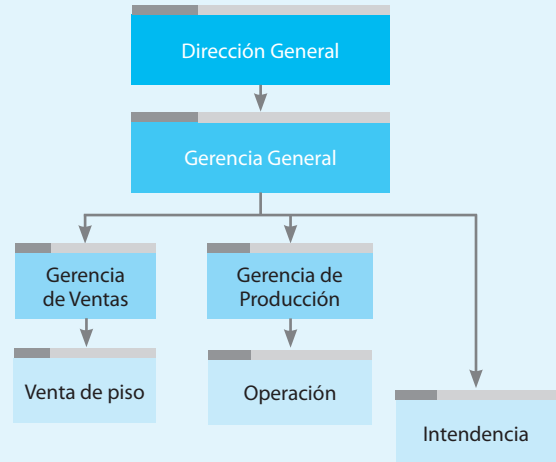 Dirección General
Gerencia General
Gerencia
de Ventas
Gerencia de
Producción
Venta de piso
Operación
Intendencia